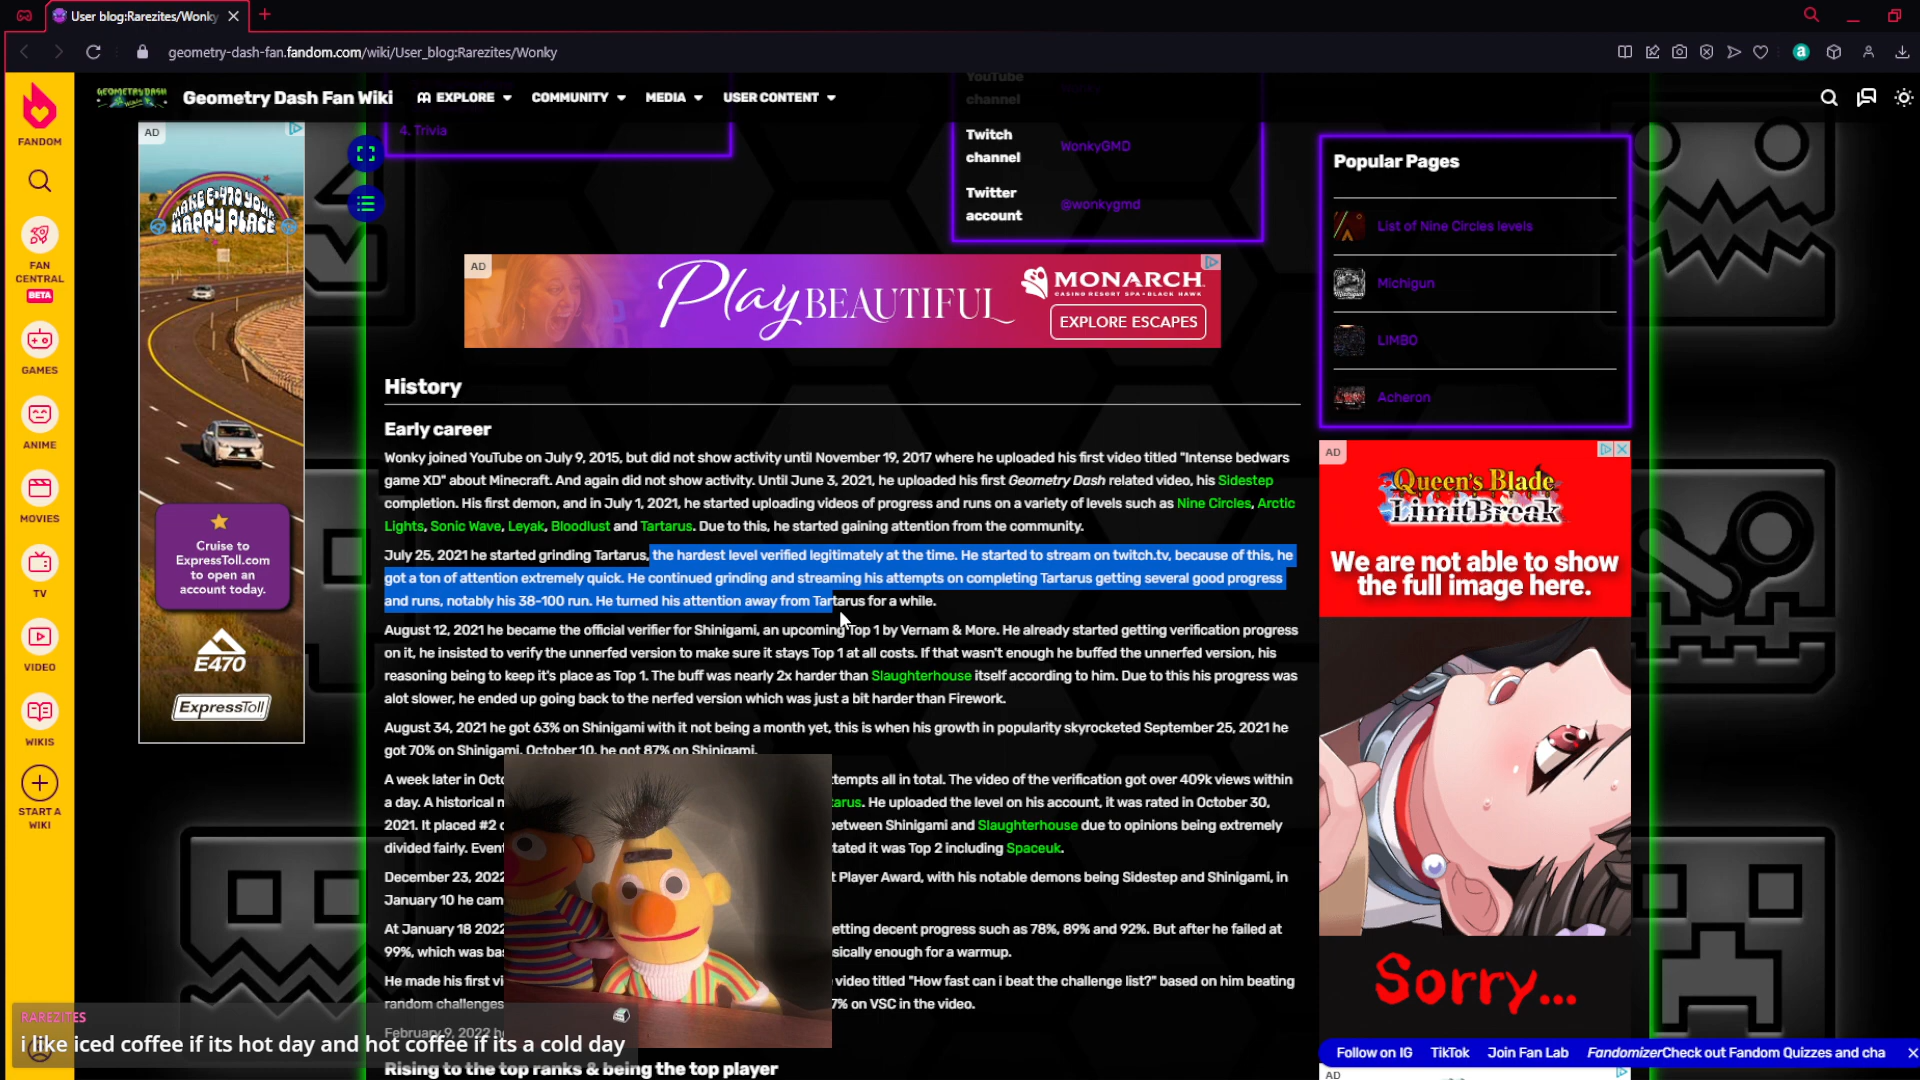 User blog:Rarezites/Wonky
geometry-dash-fan.fandom.com/wiki/User_blog:Rarezites/Wonky
FANDOM
FAN
CENTRAL
BETA
GAMES
ANIME
MOVIES
TV
VIDEO
WIKIS
START A
WIKI
Geometry Dash Fan Wiki
EXPLORE
COMMUNITY
MEDIA
USER CONTENT
AD
MAKE E-470 YOUR
HAPPY PLACE
Cruise to
ExpressToll.com
to open an
account today.
E470
ExpressToll
4. Trivia
YouTube
channel
Twitch
channel
WonkyGMD
Twitter
account
@wonkygmd
AD
Play BEAUTIFUL
MONARCH
CASINO RESORT SPA • BLACK HAWK
EXPLORE ESCAPES
History
Early career
Wonky joined YouTube on July 9, 2015, but did not show activity until November 19, 2017 where he uploaded his first video titled "Intense bedwars
game XD" about Minecraft. And again did not show activity. Until June 3, 2021, he uploaded his first Geometry Dash related video, his Sidestep
completion. His first demon, and in July 1, 2021, he started uploading videos of progress and runs on a variety of levels such as Nine Circles, Arctic
Lights, Sonic Wave, Leyak, Bloodlust and Tartarus. Due to this, he started gaining attention from the community.
July 25, 2021 he started grinding Tartarus, the hardest level verified legitimately at the time. He started to stream on twitch.tv, because of this, he
got a ton of attention extremely quick. He continued grinding and streaming his attempts on completing Tartarus getting several good progress
and runs, notably his 38-100 run. He turned his attention away from Tartarus for a while.
August 12, 2021 he became the official verifier for Shinigami, an upcoming Top 1 by Vernam & More. He already started getting verification progress
on it, he insisted to verify the unnerfed version to make sure it stays Top 1 at all costs. If that wasn't enough he buffed the unnerfed version, his
reasoning being to keep it's place as Top 1. The buff was nearly 2x harder than Slaughterhouse itself according to him. Due to this his progress was
alot slower, he ended up going back to the nerfed version which was just a bit harder than Firework.
August 34, 2021 he got 63% on Shinigami with it not being a month yet, this is when his growth in popularity skyrocketed September 25, 2021 he
got 70% on Shinigami. October 10, he got 87% on Shinigami.
A week later in Octo tempts all in total. The video of the verification got over 409k views within
a day. A historical m arus. He uploaded the level on his account, it was rated in October 30,
2021. It placed #2 o between Shinigami and Slaughterhouse due to opinions being extremely
divided fairly. Event tated it was Top 2 including Spaceuk.
December 23, 2022 t Player Award, with his notable demons being Sidestep and Shinigami, in
January 10 he cam
At January 18 2022 etting decent progress such as 78%, 89% and 92%. But after he failed at
99%, which was bas sically enough for a warmup.
He made his first vi video titled "How fast can i beat the challenge list?" based on him beating
random challenges 7% on VSC in the video.
February 9, 2022 h
Rising to the top ranks & being the top player
RAREZITES
i like iced coffee if its hot day and hot coffee if its a cold day
Popular Pages
List of Nine Circles levels
Michigun
LIMBO
Acheron
AD
Queen's Blade
LimitBreak
We are not able to show
the full image here.
Sorry...
Follow on IG
TikTok
Join Fan Lab
FandomizerCheck out Fandom Quizzes and cha
AD